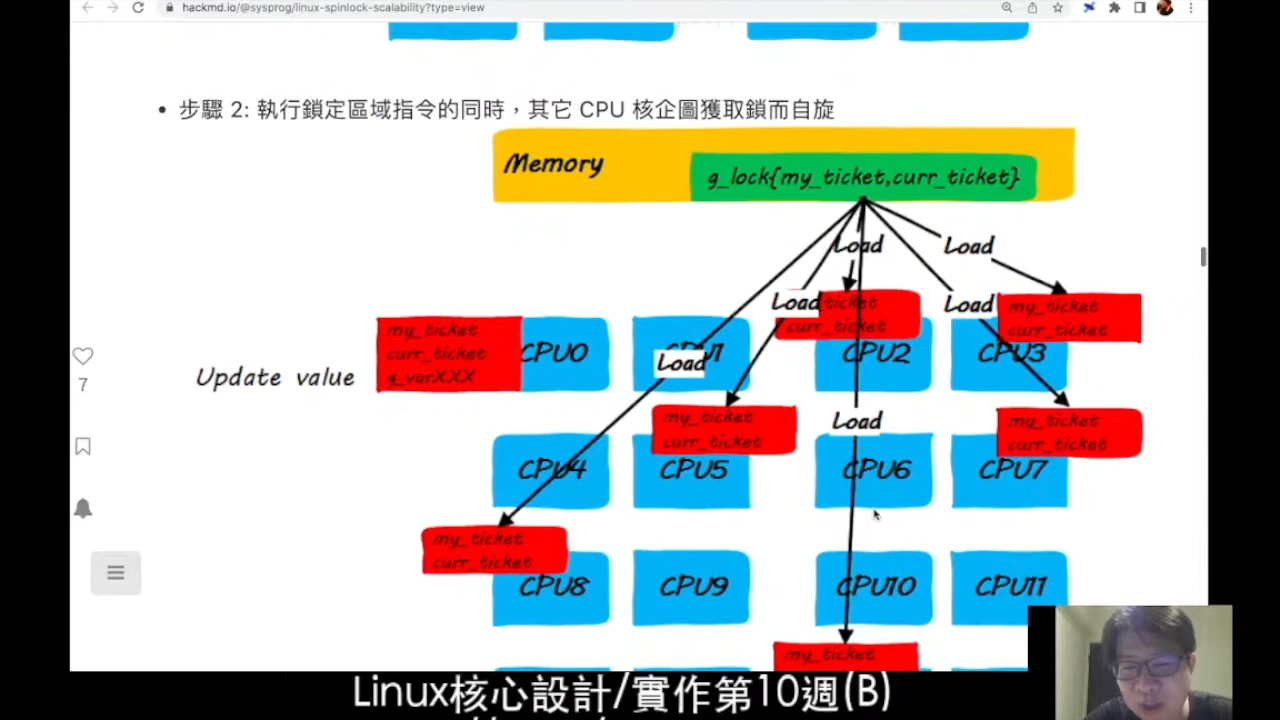 hackmd.io/@sysprog/linux-spinlock-scalability?type=view
步驟 2: 執行鎖定區域指令的同時，其它 CPU 核企圖獲取鎖而自旋
Memory
g_lock{my_ticket,curr_ticket}
Load
Load
Load
Load
my_ticket
curr_ticket
ticket
curr_ticket
my_ticket
curr_ticket
g_varXXX
CPU0
CPU2
CPU3
Load
Update value
7
my_ticket
curr_ticket
Load
my_ticket
curr_ticket
CPU4
CPU5
CPU6
CPU7
my_ticket
curr_ticket
CPU8
CPU9
CPU10
CPU11
my_ticket
Linux核心設計/實作第10週(B)